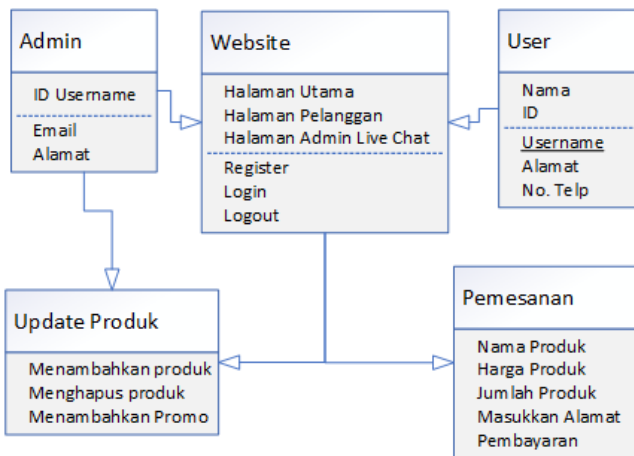 Admin
ID Username
Email
Alamat
Website
Halaman Utama
Halaman Pelanggan
Halaman Admin Live Chat
Register
Login
Logout
User
Nama
ID
Username
Alamat
No. Telp
Update Produk
Menambahkan produk
Menghapus produk
Menambahkan Promo
Pemesanan
Nama Produk
Harga Produk
Jumlah Produk
Masukkan Alamat
Pembayaran